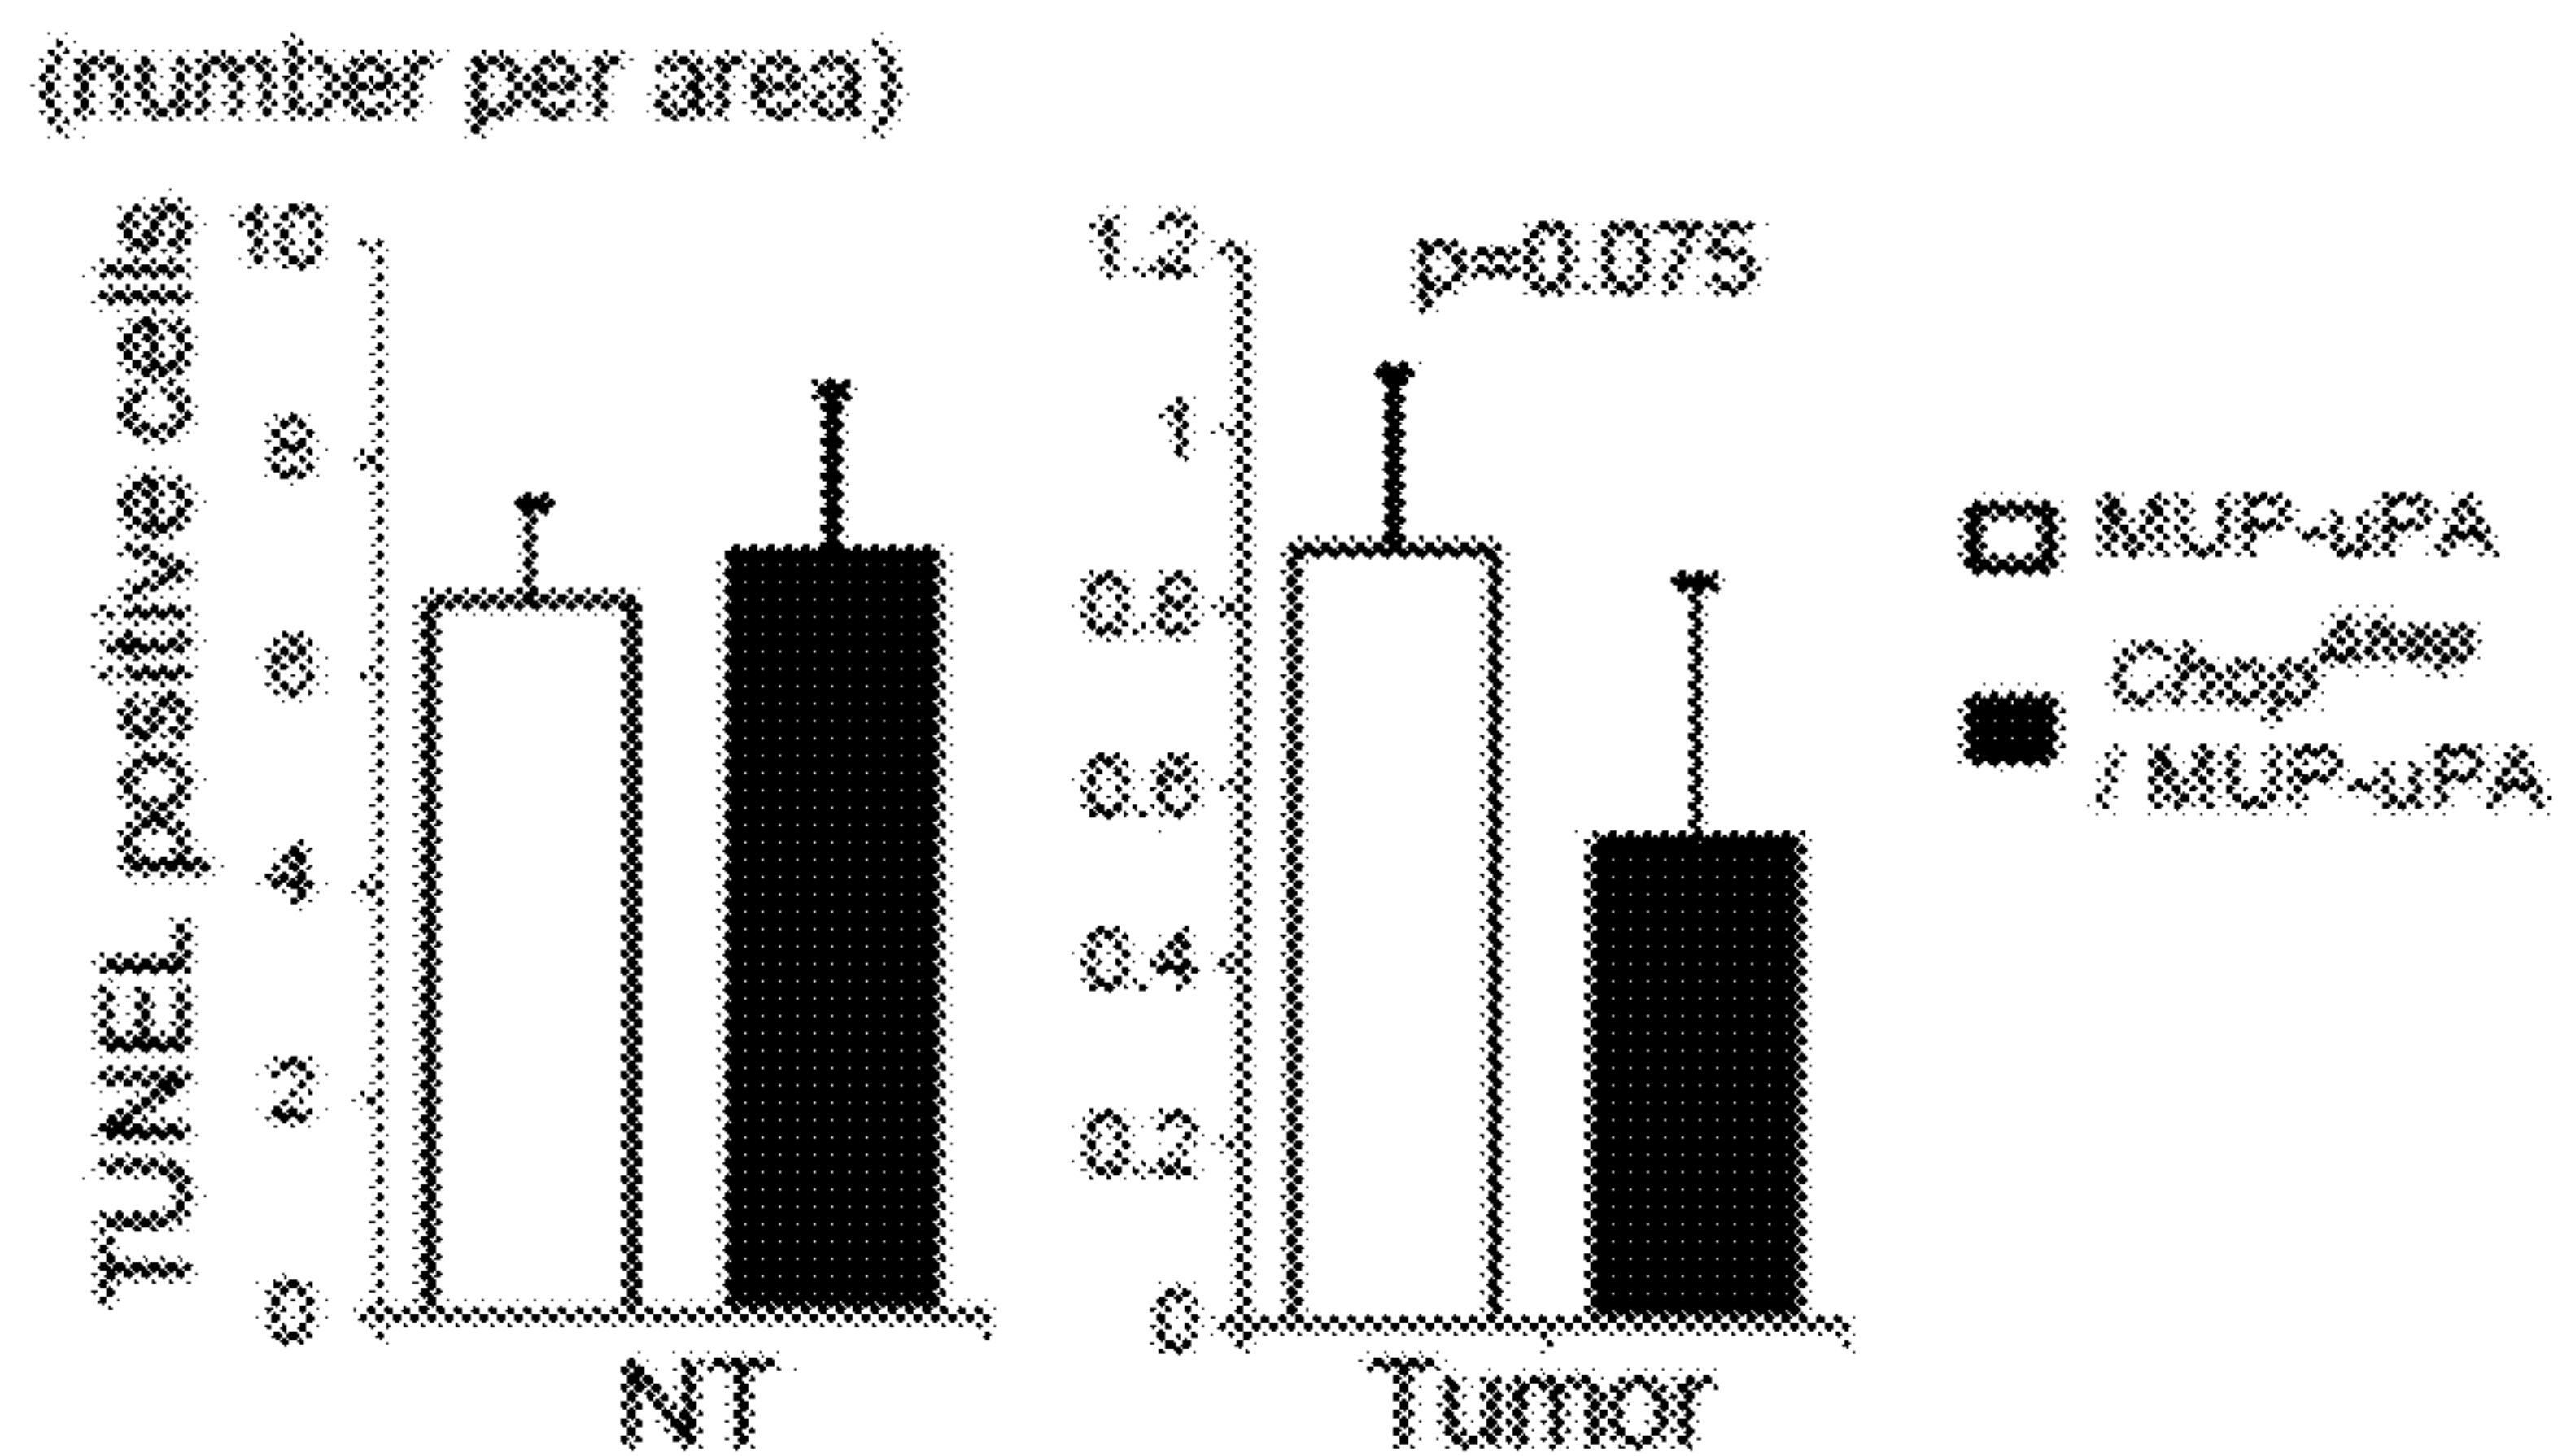 (number per area)
TUNEL positive cells
10
8
6
4
2
0
NT
1.2
1
0.8
0.6
0.4
0.2
0
p=0.075
Tumor
MUP-uPA
Chop
/ MUP-uPA